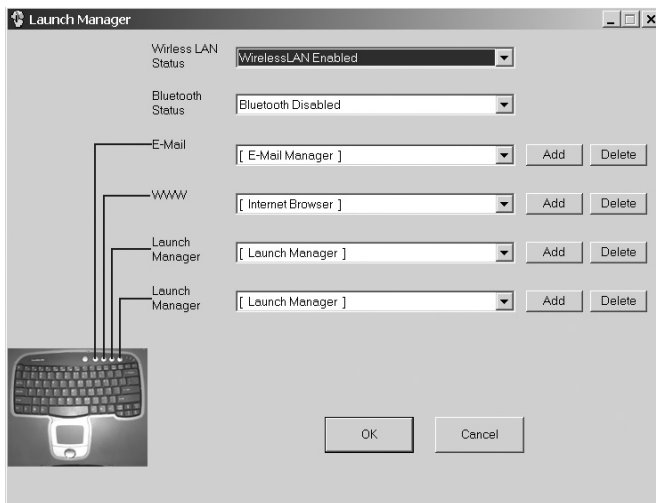 Launch Manager
Wirless LAN
Status
WirelessLAN Enabled
Bluetooth
Status
Bluetooth Disabled
E-Mail
[ E-Mail Manager ]
Add
Delete
WWW
[ Internet Browser ]
Add
Delete
Launch
Manager
[ Launch Manager ]
Add
Delete
Launch
Manager
[ Launch Manager ]
Add
Delete
OK
Cancel